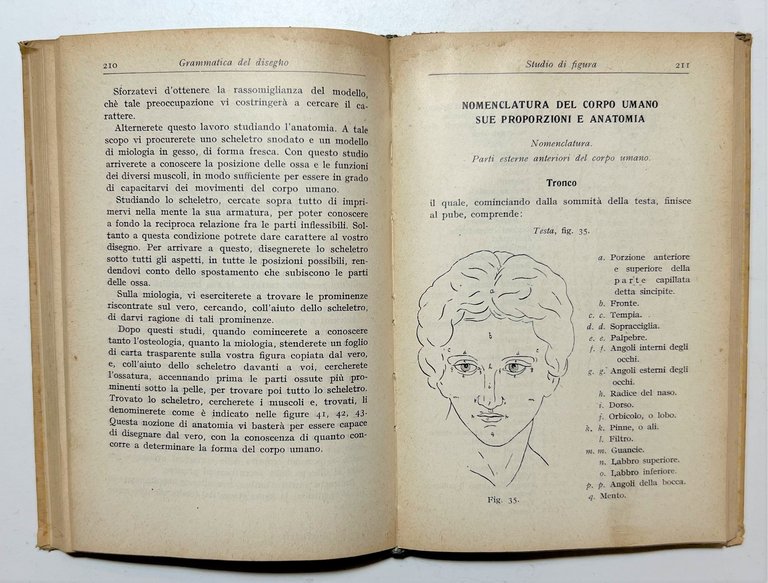 210
Grammatica del disegno
Sforzatevi d'ottenere la rassomiglianza del modello,
chè tale preoccupazione vi costringerà a cercare il ca-
rattere.
Alternerete questo lavoro studiando l'anatomia. A tale
scopo vi procurerete uno scheletro snodato e un modello
di miologia in gesso, di forma fresca. Con questo studio
arriverete a conoscere la posizione delle ossa e le funzioni
dei diversi muscoli, in modo sufficiente per essere in grado
di capacitarvi dei movimenti del corpo umano.
Studiando lo scheletro, cercate sopra tutto di impri-
mervi nella mente la sua armatura, per poter conoscere
a fondo la reciproca relazione fra le parti inflessibili. Sol-
tanto a questa condizione potrete dare carattere al vostro
disegno. Per arrivare a questo, disegnerete lo scheletro
sotto tutti gli aspetti, in tutte le posizioni possibili, ren-
dendovi conto dello spostamento che subiscono le parti
delle ossa.
Sulla miologia, vi eserciterete a trovare le prominenze
riscontrate sul vero, cercando, coll'aiuto dello scheletro,
di darvi ragione di tali prominenze.
Dopo questi studi, quando comincerete a conoscere
tanto l'osteologia, quanto la miologia, stenderete un foglio
di carta trasparente sulla vostra figura copiata dal vero,
e, coll'aiuto dello scheletro davanti a voi, cercherete
l'ossatura, accennando prima le parti ossute più pro-
minenti sotto la pelle, per trovare poi tutto lo scheletro.
Trovato lo scheletro, cercherete i muscoli e, trovati, li
denominerete come è indicato nelle figure 41, 42, 43.
Questa nozione di anatomia vi basterà per essere capace
di disegnare dal vero, con la conoscenza di quanto con-
corre a determinare la forma del corpo umano.
Studio di figura
211
NOMENCLATURA DEL CORPO UMANO
SUE PROPORZIONI E ANATOMIA
Nomenclatura.
Parti esterne anteriori del corpo umano.
Tronco
il quale, cominciando dalla sommità della testa, finisce
al pube, comprende:
Testa, fig. 35.
a. Porzione anteriore
e superiore della
parte capillata
detta sincipite.
b. Fronte.
c. c. Tempia.
d. d. Sopracciglia.
e. e. Palpebre.
f. f. Angoli interni degli
occhi.
g. g. Angoli esterni degli
occhi.
h. Radice del naso.
i. Dorso.
j. Orbicolo, o lobo.
k. k. Pinne, o ali.
l. Filtro.
m. m. Guancie.
n. Labbro superiore.
o. Labbro inferiore.
p. p. Angoli della bocca.
q. Mento.
Fig. 35.